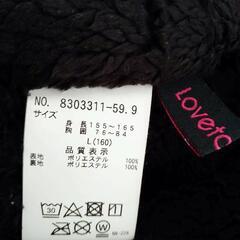 NO. 8303311-59.9
サイズ
身長 155～165
胸囲 76～84
L(160)
品質表示
表地 ポリエステル 100%
裏地 ポリエステル 100%
Loveto